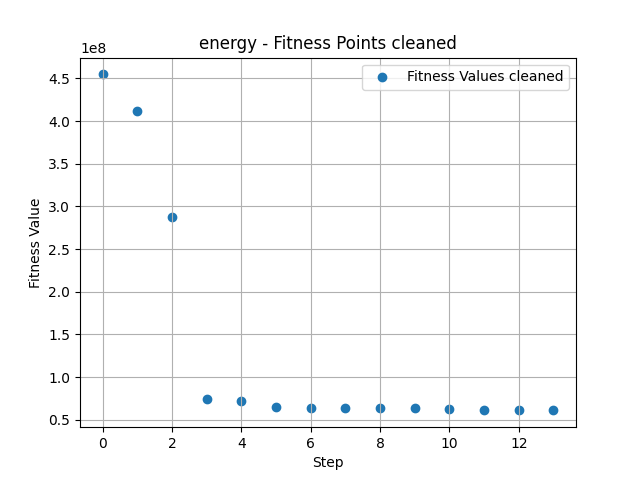 energy - Fitness Points cleaned
1e8
Fitness Values cleaned
4.5
4.0
3.5
3.0
2.5
2.0
1.5
1.0
0.5
Fitness Value
0 2 4 6 8 10 12
Step